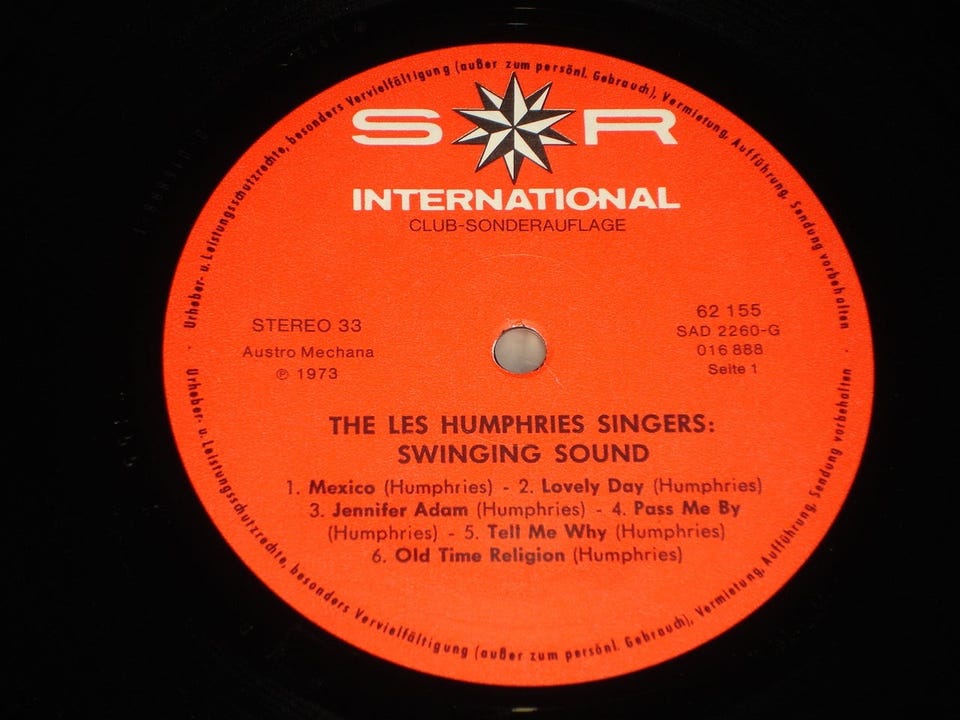 S R
INTERNATIONAL
CLUB-SONDERAUFLAGE
STEREO 33
Austro Mechana
℗ 1973
62 155
SAD 2260-G
016 888
Seite 1
THE LES HUMPHRIES SINGERS:
SWINGING SOUND
1. Mexico (Humphries) - 2. Lovely Day (Humphries)
3. Jennifer Adam (Humphries) - 4. Pass Me By
(Humphries) - 5. Tell Me Why (Humphries)
6. Old Time Religion (Humphries)
Urheber- u. Leistungsschutzrechte, besonders Vervielfältigung (außer zum persönl. Gebrauch), Vermietung, Aufführung, Sendung vorbehalten
Urheber- u. Leistungsschutzrechte, besonders Vervielfältigung (außer zum persönl. Gebrauch), Vermietung, Aufführung, Sendung vorbehalten